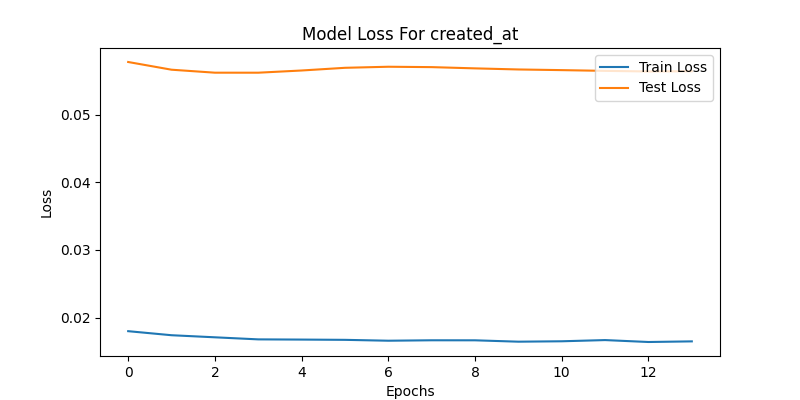 Model Loss For created_at
Train Loss
Test Loss
0.05
0.04
0.03
0.02
Loss
0 2 4 6 8 10 12
Epochs